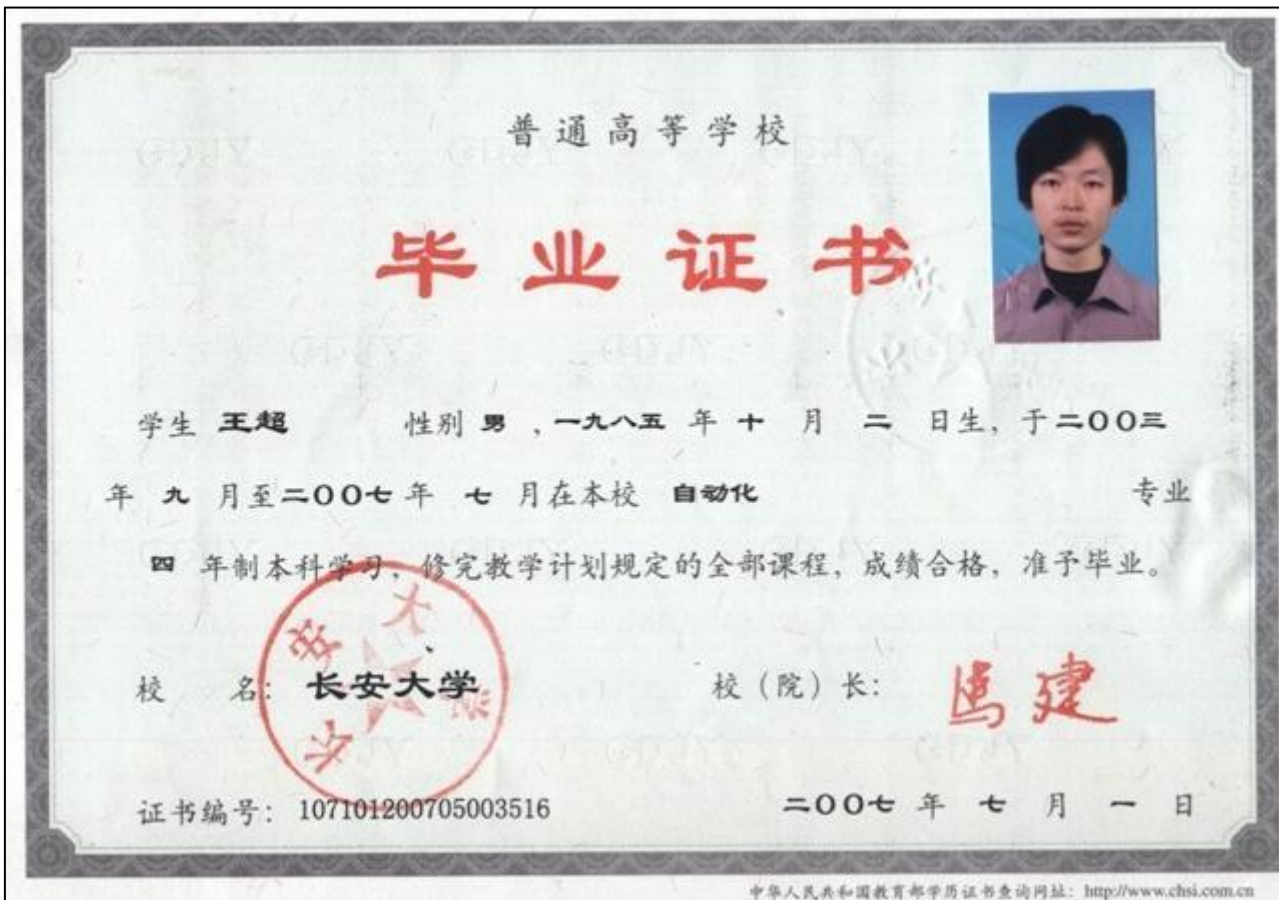 普通高等学校
毕业证书
学生 王超 性别 男 ,一九八五 年 十 月 二 日生, 于二〇〇三
年 九 月至二〇〇七年 七 月在本校 自动化 专业
四 年制本科学习, 修完教学计划规定的全部课程, 成绩合格, 准予毕业。
长安大学
校 名: 长安大学 校(院)长: 马建
证书编号: 107101200705003516 二〇〇七 年 七 月 一 日
中华人民共和国教育部学历证书查询网址: http://www.chsi.com.cn